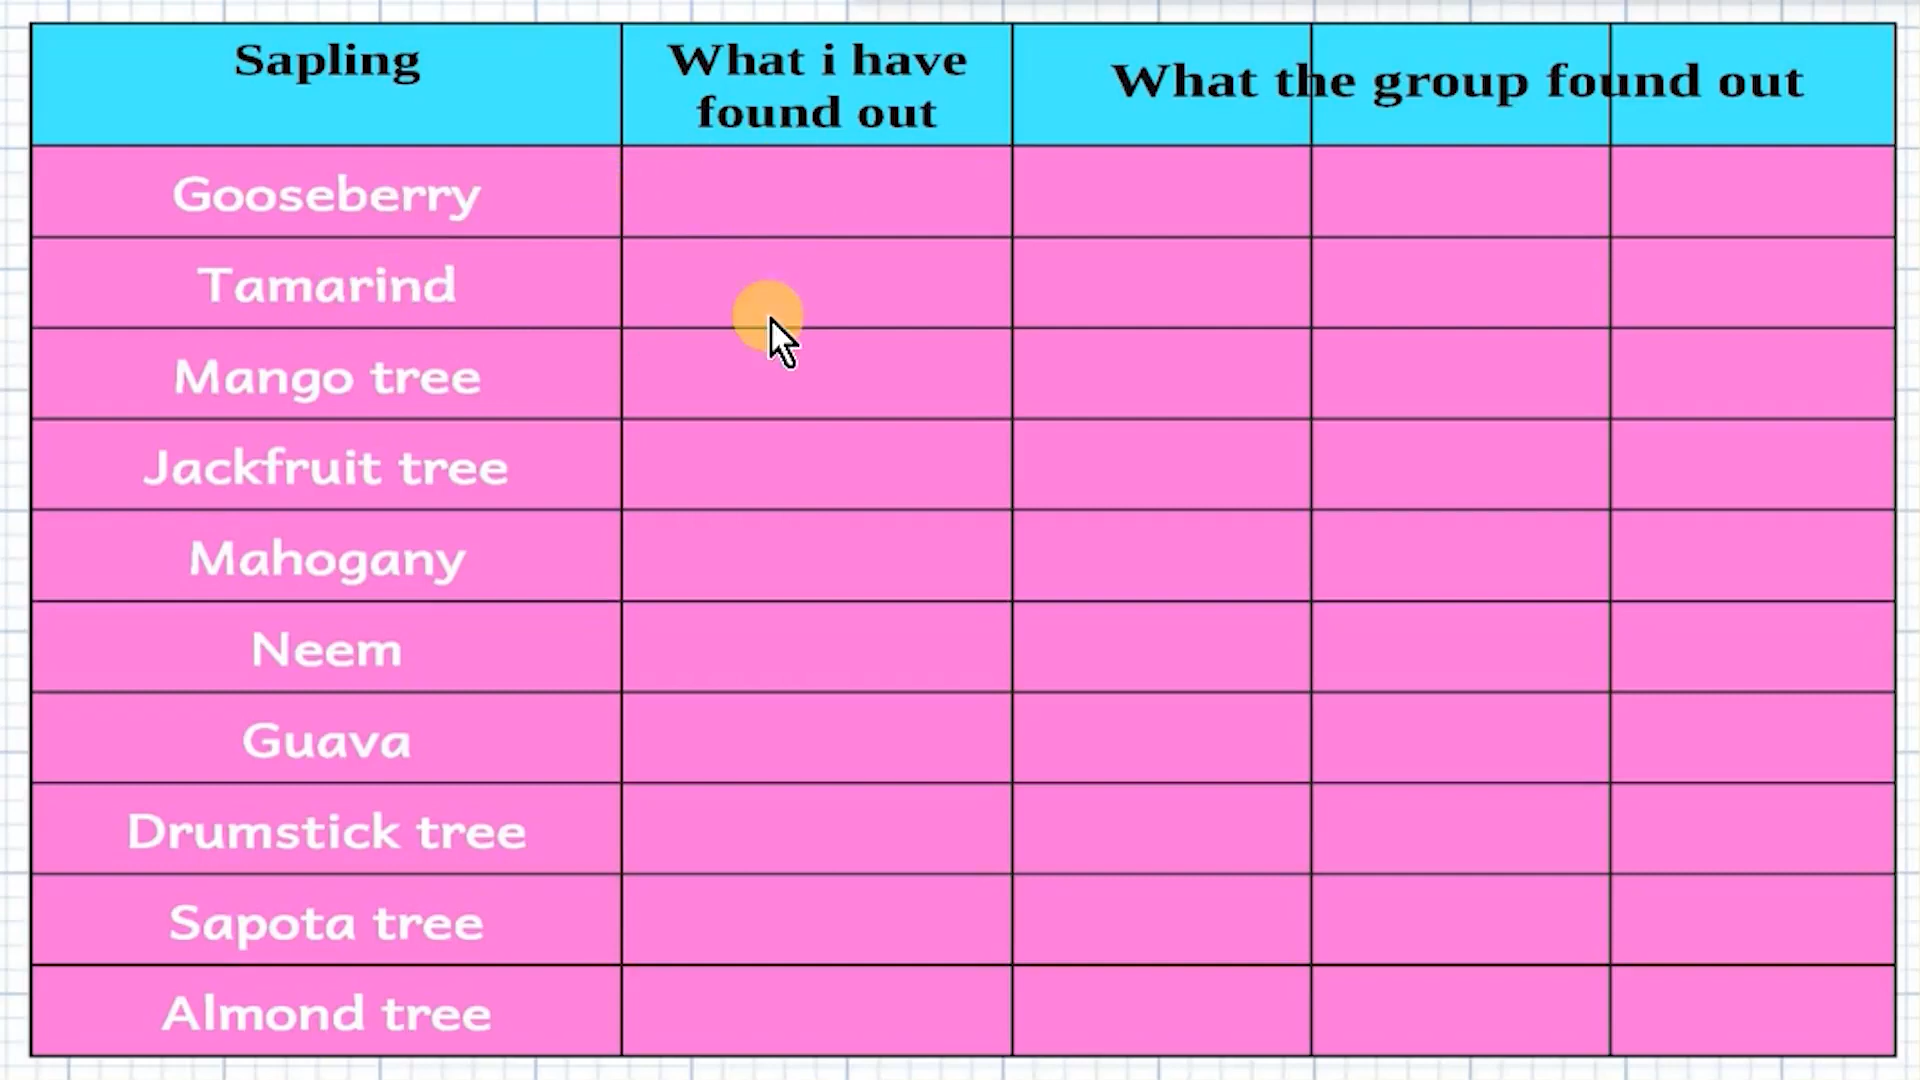 Sapling
What i have
found out
What the group found out
Gooseberry
Tamarind
Mango tree
Jackfruit tree
Mahogany
Neem
Guava
Drumstick tree
Sapota tree
Almond tree